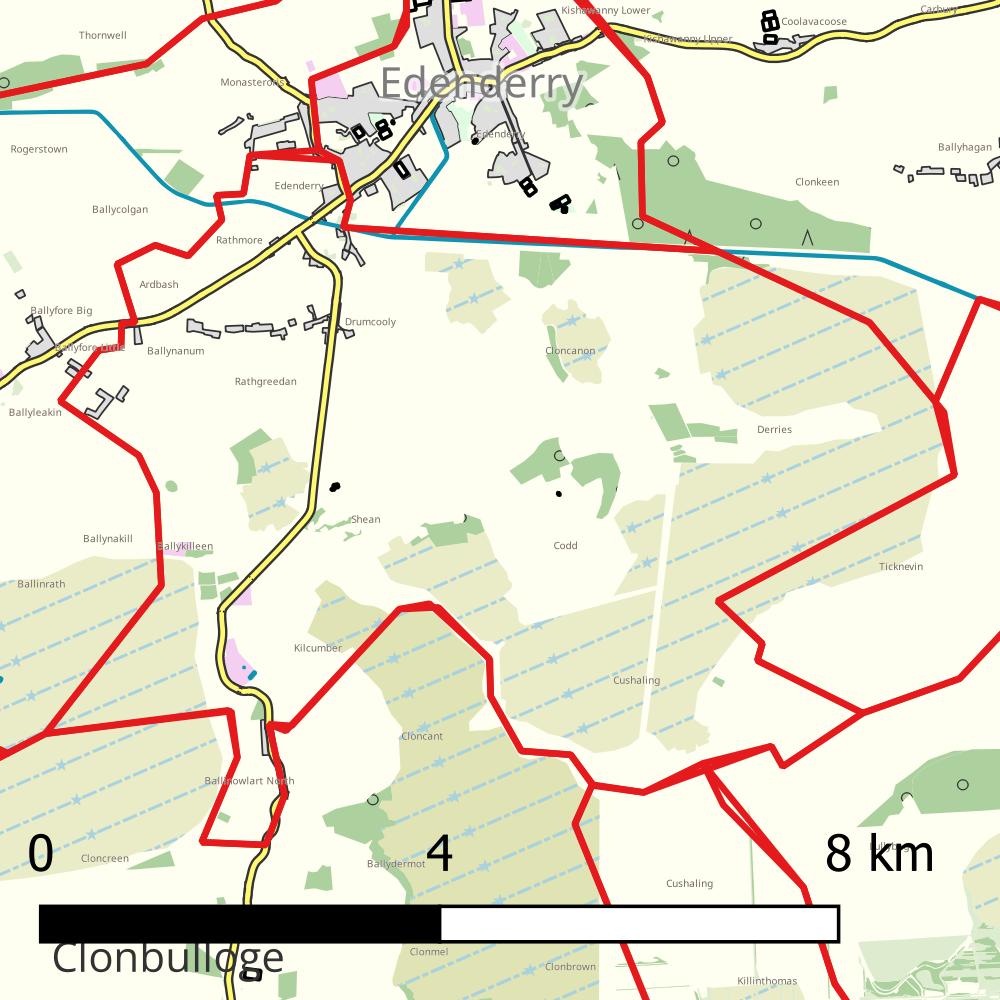 Kishawanny Lower
Carbury
Coolavacoose
Thornwell
Kishawanny Upper
Monasteroris
Edenderry
Edenderry
Rogerstown
Ballyhagan
Edenderry
Clonkeen
Ballycolgan
Rathmore
Ardbash
Ballyfore Big
Drumcooly
Ballyfore Little
Ballynanum
Cloncanon
Rathgreedan
Ballyleakin
Derries
Shean
Ballynakill
Ballykilleen
Codd
Ticknevin
Ballinrath
Kilcumber
Cushaling
Cloncant
Ballinowlart North
0 4 8 km
Cloncreen
Ballydermot
Cushaling
Clonbulloge
Clonmel
Clonbrown
Killinthomas